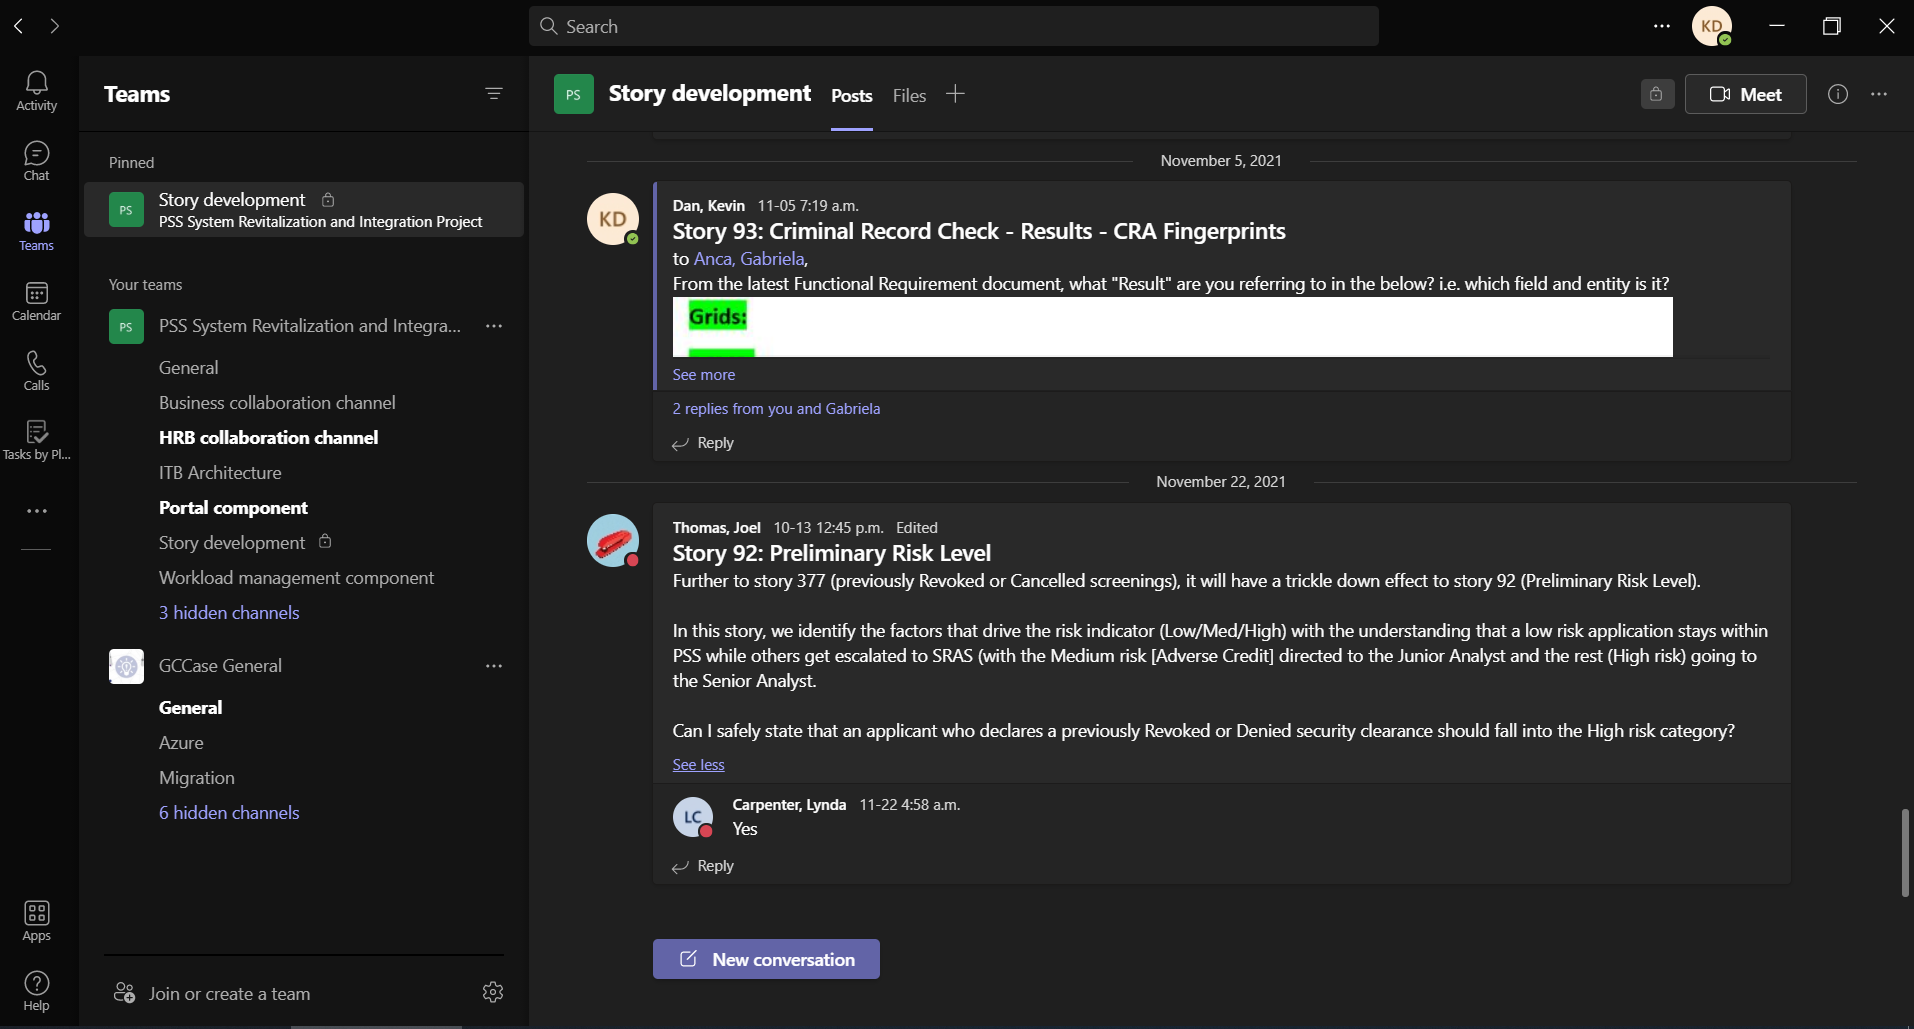 Search
KD
Activity
Chat
Teams
Calendar
Calls
Tasks by Pl...
Apps
Help
Teams
Pinned
PS
Story development
PSS System Revitalization and Integration Project
Your teams
PS
PSS System Revitalization and Integra...
General
Business collaboration channel
HRB collaboration channel
ITB Architecture
Portal component
Story development
Workload management component
3 hidden channels
GCCase General
General
Azure
Migration
6 hidden channels
Join or create a team
PS
Story development
Posts
Files
Meet
November 5, 2021
KD
Dan, Kevin 11-05 7:19 a.m.
Story 93: Criminal Record Check - Results - CRA Fingerprints
to Anca, Gabriela,
From the latest Functional Requirement document, what "Result" are you referring to in the below? i.e. which field and entity is it?
Grids:
See more
2 replies from you and Gabriela
Reply
November 22, 2021
Thomas, Joel 10-13 12:45 p.m. Edited
Story 92: Preliminary Risk Level
Further to story 377 (previously Revoked or Cancelled screenings), it will have a trickle down effect to story 92 (Preliminary Risk Level).
In this story, we identify the factors that drive the risk indicator (Low/Med/High) with the understanding that a low risk application stays within
PSS while others get escalated to SRAS (with the Medium risk [Adverse Credit] directed to the Junior Analyst and the rest (High risk) going to
the Senior Analyst.
Can I safely state that an applicant who declares a previously Revoked or Denied security clearance should fall into the High risk category?
See less
LC
Carpenter, Lynda 11-22 4:58 a.m.
Yes
Reply
New conversation